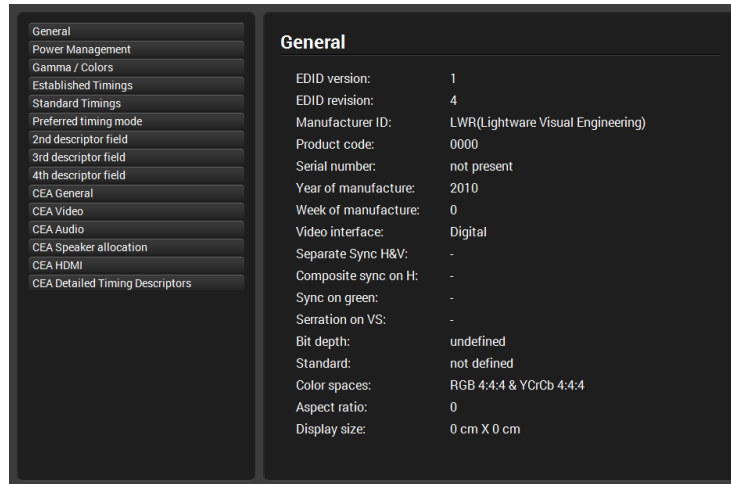 General
Power Management
Gamma / Colors
Established Timings
Standard Timings
Preferred timing mode
2nd descriptor field
3rd descriptor field
4th descriptor field
CEA General
CEA Video
CEA Audio
CEA Speaker allocation
CEA HDMI
CEA Detailed Timing Descriptors
General
EDID version: 1
EDID revision: 4
Manufacturer ID: LWR(Lightware Visual Engineering)
Product code: 0000
Serial number: not present
Year of manufacture: 2010
Week of manufacture: 0
Video interface: Digital
Separate Sync H&V: -
Composite sync on H: -
Sync on green: -
Serration on VS: -
Bit depth: undefined
Standard: not defined
Color spaces: RGB 4:4:4 & YCrCb 4:4:4
Aspect ratio: 0
Display size: 0 cm X 0 cm